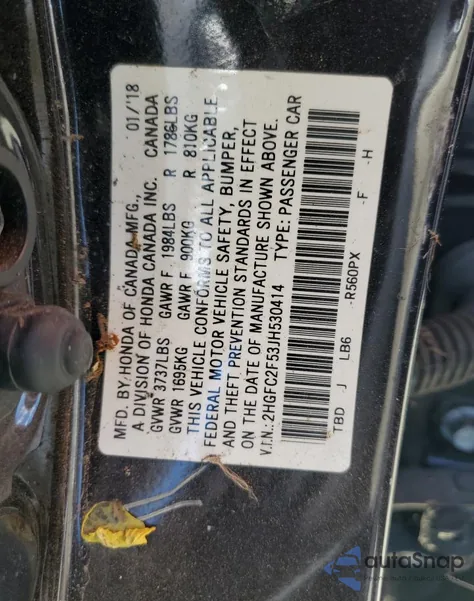 MFD. BY HONDA OF CANADA MFG., 01/'18
A DIVISION OF HONDA CANADA INC. CANADA
GVWR 3737LBS GAWR F 1984LBS R 1786LBS
GVWR 1695KG GAWR F 900KG R 810KG
THIS VEHICLE CONFORMS TO ALL APPLICABLE
FEDERAL MOTOR VEHICLE SAFETY, BUMPER,
AND THEFT PREVENTION STANDARDS IN EFFECT
ON THE DATE OF MANUFACTURE SHOWN ABOVE.
V.I.N.: 2HGFC2F53JH530414 TYPE: PASSENGER CAR
-R560PX -F -H
TBD J LB6
autoSnap